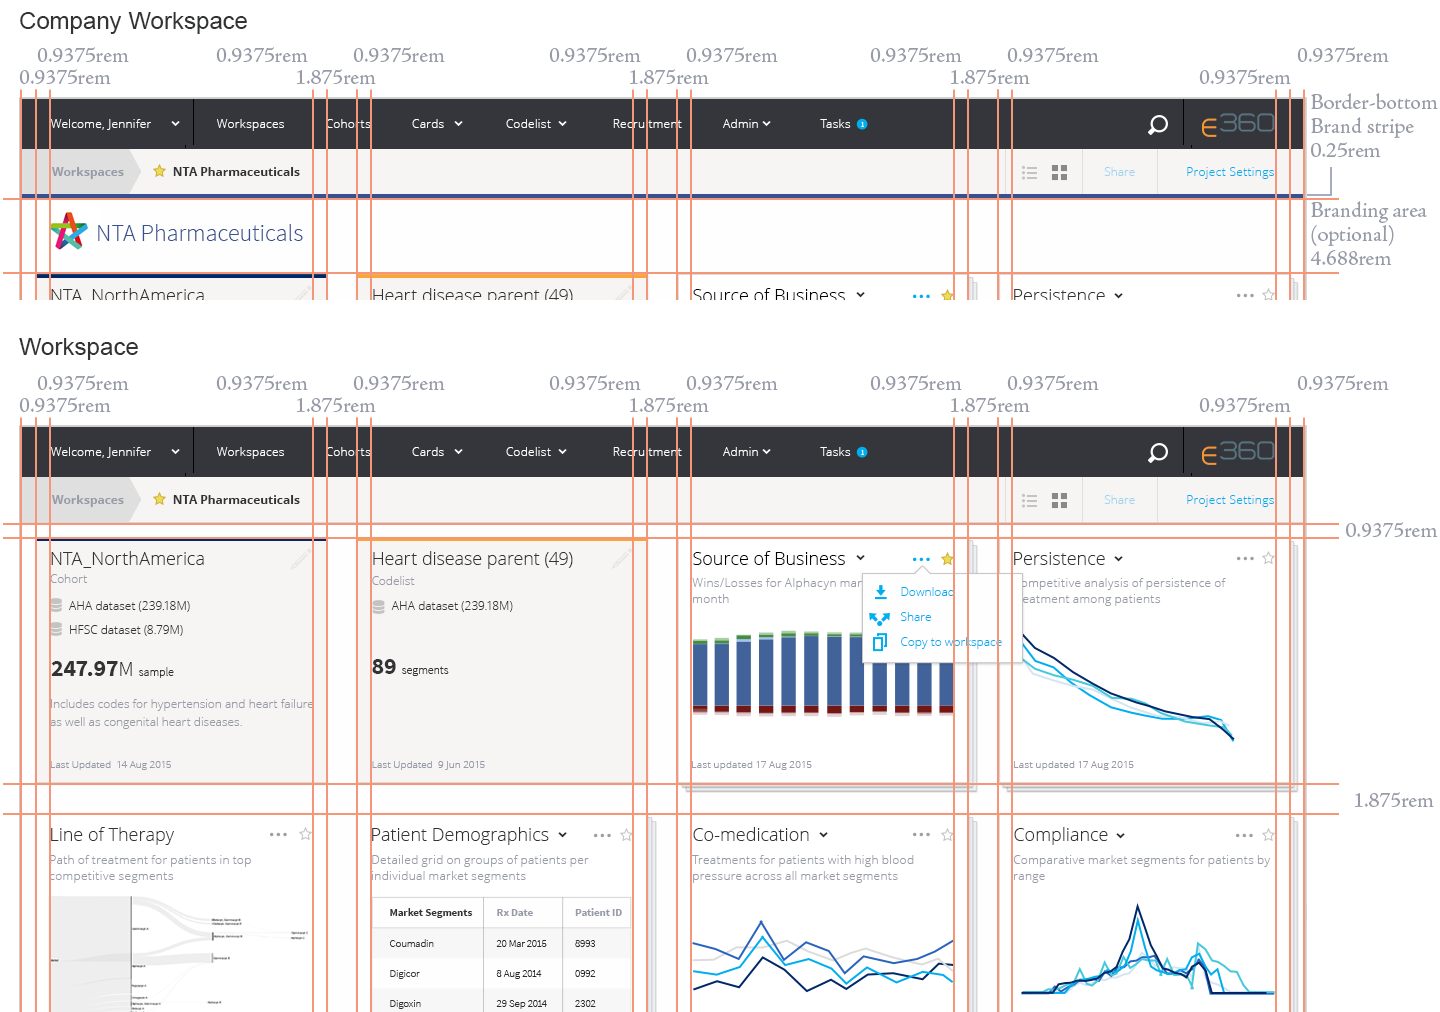 Company Workspace
0.9375rem 0.9375rem 0.9375rem 0.9375rem 0.9375rem 0.9375rem 0.9375rem 0.9375rem
0.9375rem 1.875rem 1.875rem 1.875rem 0.9375rem
Welcome, Jennifer Workspaces Cohorts Cards Codelist Recruitment Admin Tasks 1 e360
Border-bottom
Brand stripe
0.25rem
Workspaces NTA Pharmaceuticals Share Project Settings
Branding area
(optional)
4.688rem
NTA Pharmaceuticals
NTA_NorthAmerica Heart disease parent (49) Source of Business Persistence
Workspace
0.9375rem 0.9375rem 0.9375rem 0.9375rem 0.9375rem 0.9375rem 0.9375rem 0.9375rem
0.9375rem 1.875rem 1.875rem 1.875rem 0.9375rem
Welcome, Jennifer Workspaces Cohorts Cards Codelist Recruitment Admin Tasks 1 e360
Workspaces NTA Pharmaceuticals Share Project Settings
0.9375rem
NTA_NorthAmerica
Cohort
AHA dataset (239.18M)
HFSC dataset (8.79M)
247.97M sample
Includes codes for hypertension and heart failure
as well as congenital heart diseases.
Last Updated 14 Aug 2015
Heart disease parent (49)
Codelist
AHA dataset (239.18M)
89 segments
Last Updated 9 Jun 2015
Source of Business
Wins/Losses for Alphacyn
month
Download
Share
Copy to workspace
Last updated 17 Aug 2015
Persistence
ompetitive analysis of persistence of
eatment among patients
Last updated 17 Aug 2015
1.875rem
Line of Therapy
Path of treatment for patients in top
competitive segments
Patient Demographics
Detailed grid on groups of patients per
individual market segments
Market Segments Rx Date Patient ID
Coumadin 20 Mar 2015 8993
Digicor 8 Aug 2014 0992
Digoxin 29 Sep 2014 2302
Co-medication
Treatments for patients with high blood
pressure across all market segments
Compliance
Comparative market segments for patients by
range